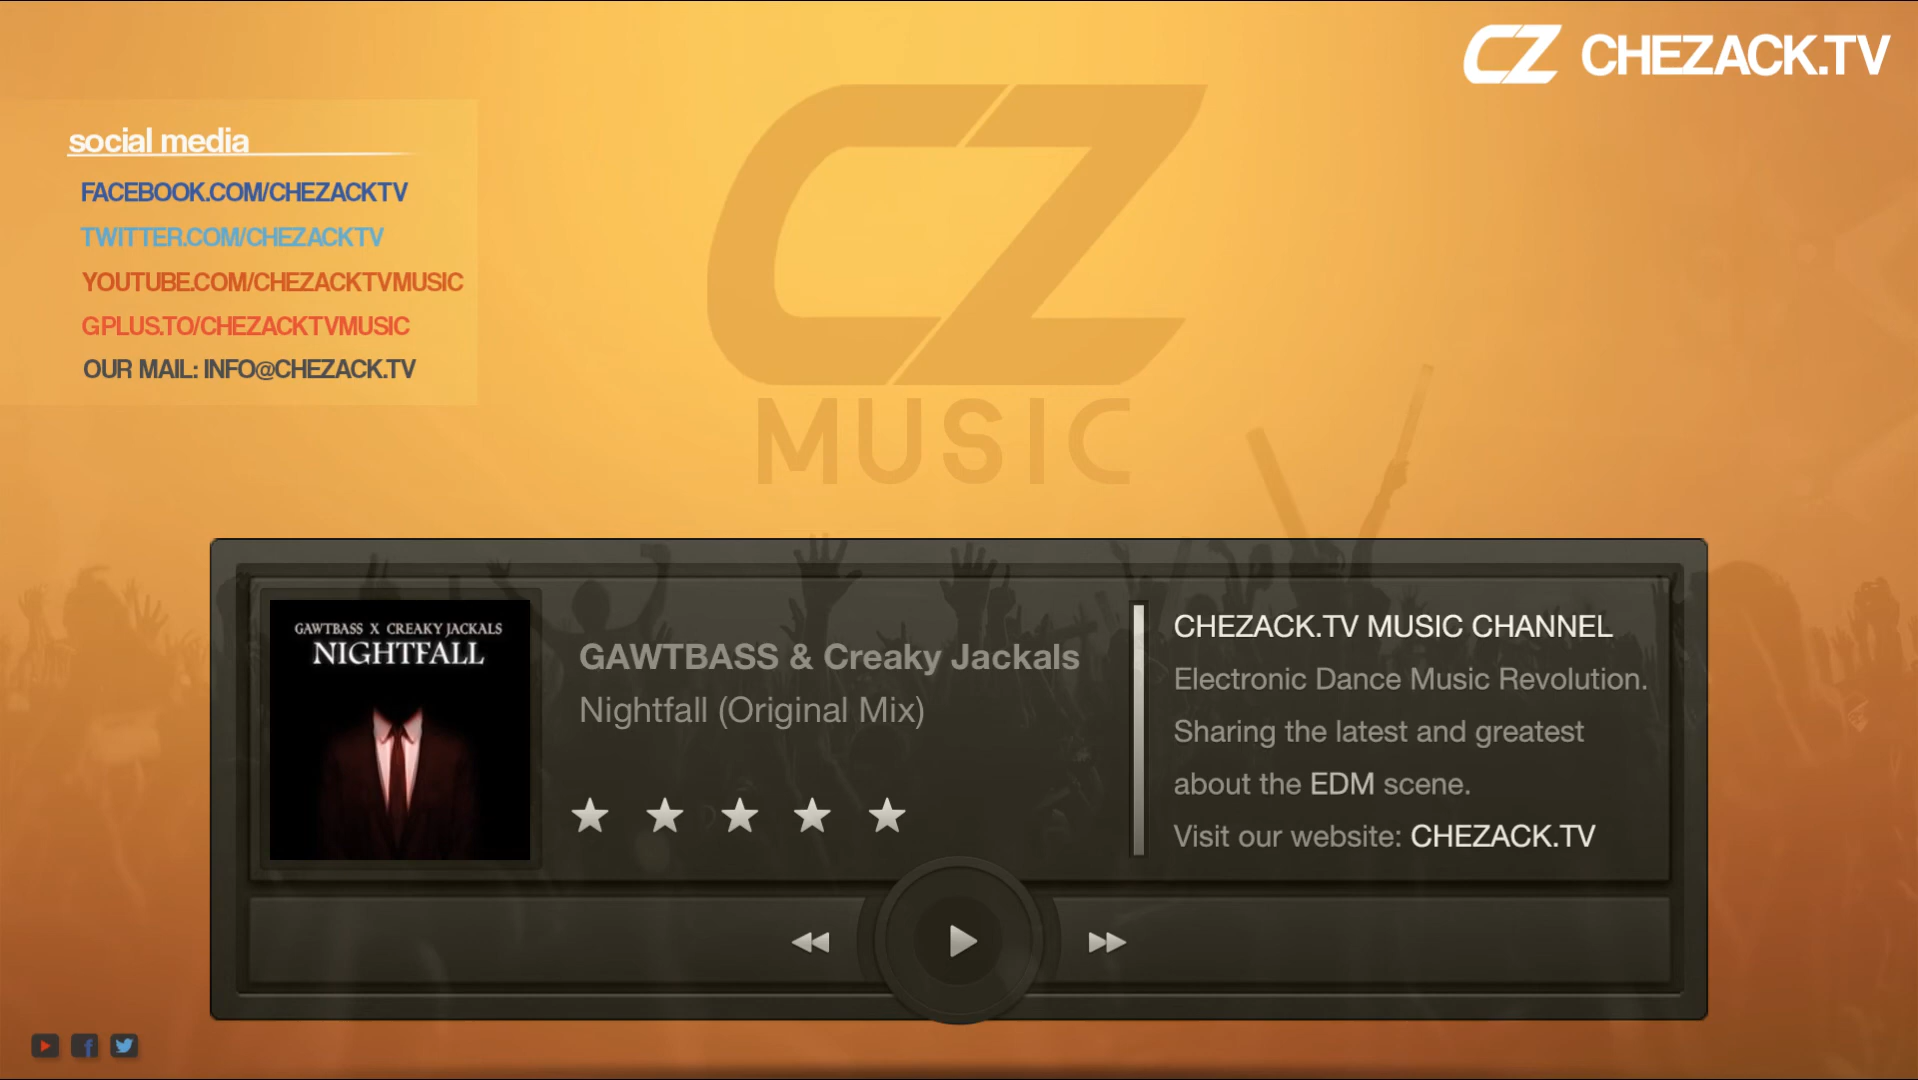 CZ CHEZACK.TV
social media
FACEBOOK.COM/CHEZACKTV
TWITTER.COM/CHEZACKTV
YOUTUBE.COM/CHEZACKTVMUSIC
GPLUS.TO/CHEZACKTVMUSIC
OUR MAIL: INFO@CHEZACK.TV
CZ
MUSIC
GAWTBASS X CREAKY JACKALS
NIGHTFALL
GAWTBASS & Creaky Jackals
Nightfall (Original Mix)
CHEZACK.TV MUSIC CHANNEL
Electronic Dance Music Revolution.
Sharing the latest and greatest
about the EDM scene.
Visit our website: CHEZACK.TV